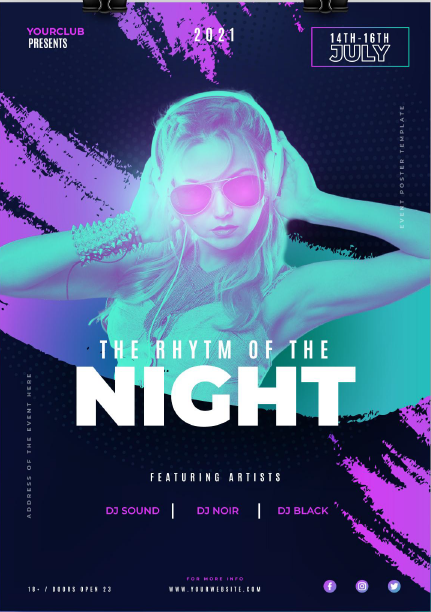 YOURCLUB
PRESENTS
2021
14TH-16TH
JULY
EVENT POSTER TEMPLATE
THE RHYTM OF THE
NIGHT
ADDRESS OF THE EVENT HERE
FEATURING ARTISTS
DJ SOUND | DJ NOIR | DJ BLACK
FOR MORE INFO
18+ / DOORS OPEN 23
WWW.YOURWEBSITE.COM